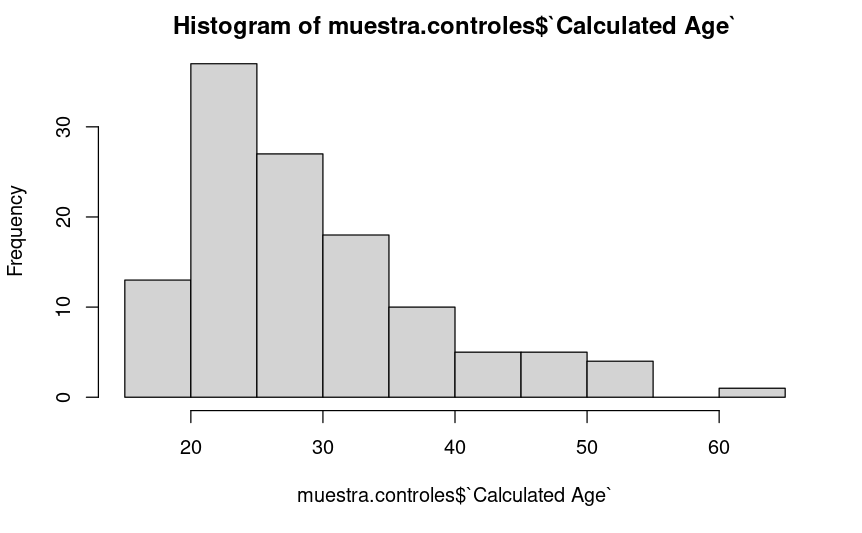 Histogram of muestra.controles$`Calculated Age`
Frequency
30
20
10
0
20 30 40 50 60
muestra.controles$`Calculated Age`